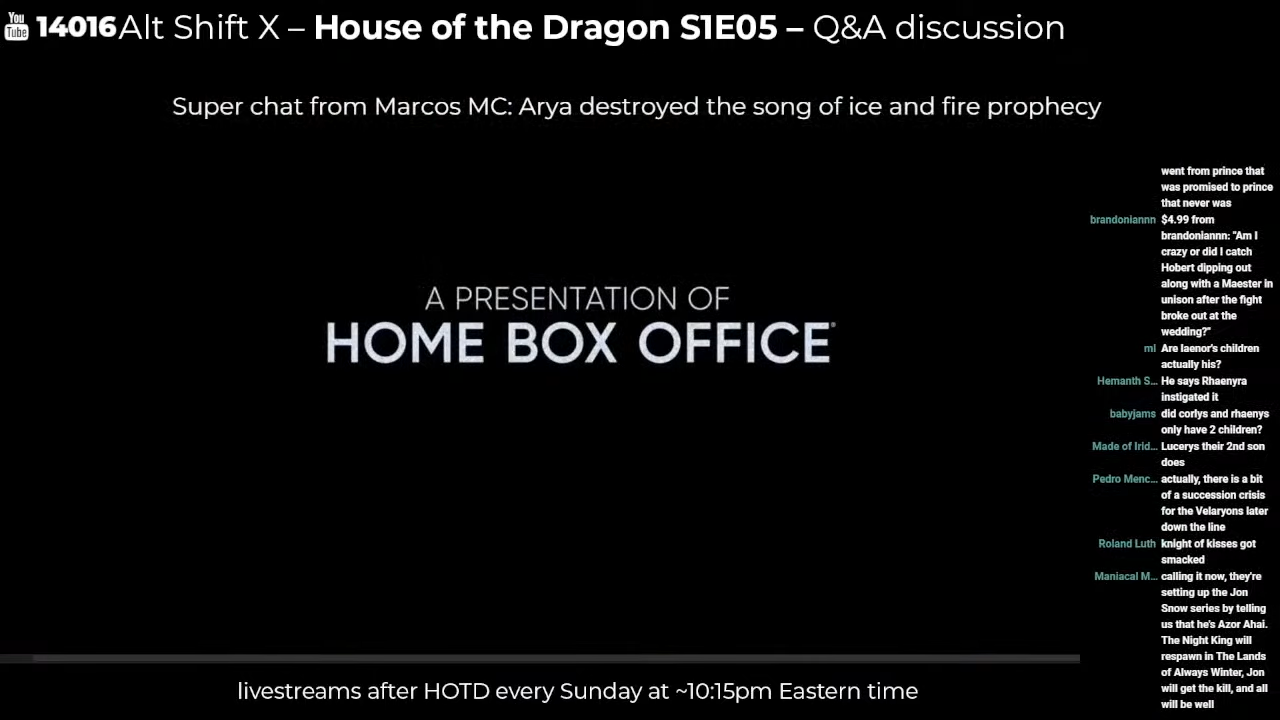 You
Tube
14016
Alt Shift X – House of the Dragon S1E05 – Q&A discussion
Super chat from Marcos MC: Arya destroyed the song of ice and fire prophecy
A PRESENTATION OF
HOME BOX OFFICE
went from prince that
was promised to prince
that never was
brandoniannn $4.99 from
brandoniannn: "Am I
crazy or did I catch
Hobert dipping out
along with a Maester in
unison after the fight
broke out at the
wedding?"
ml Are laenor's children
actually his?
Hemanth S... He says Rhaenyra
instigated it
babyjams did corlys and rhaenys
only have 2 children?
Made of Irid... Lucerys their 2nd son
does
Pedro Menc... actually, there is a bit
of a succession crisis
for the Velaryons later
down the line
Roland Luth knight of kisses got
smacked
Maniacal M... calling it now, they're
setting up the Jon
Snow series by telling
us that he's Azor Ahai.
The Night King will
respawn in The Lands
of Always Winter, Jon
will get the kill, and all
will be well
livestreams after HOTD every Sunday at ~10:15pm Eastern time